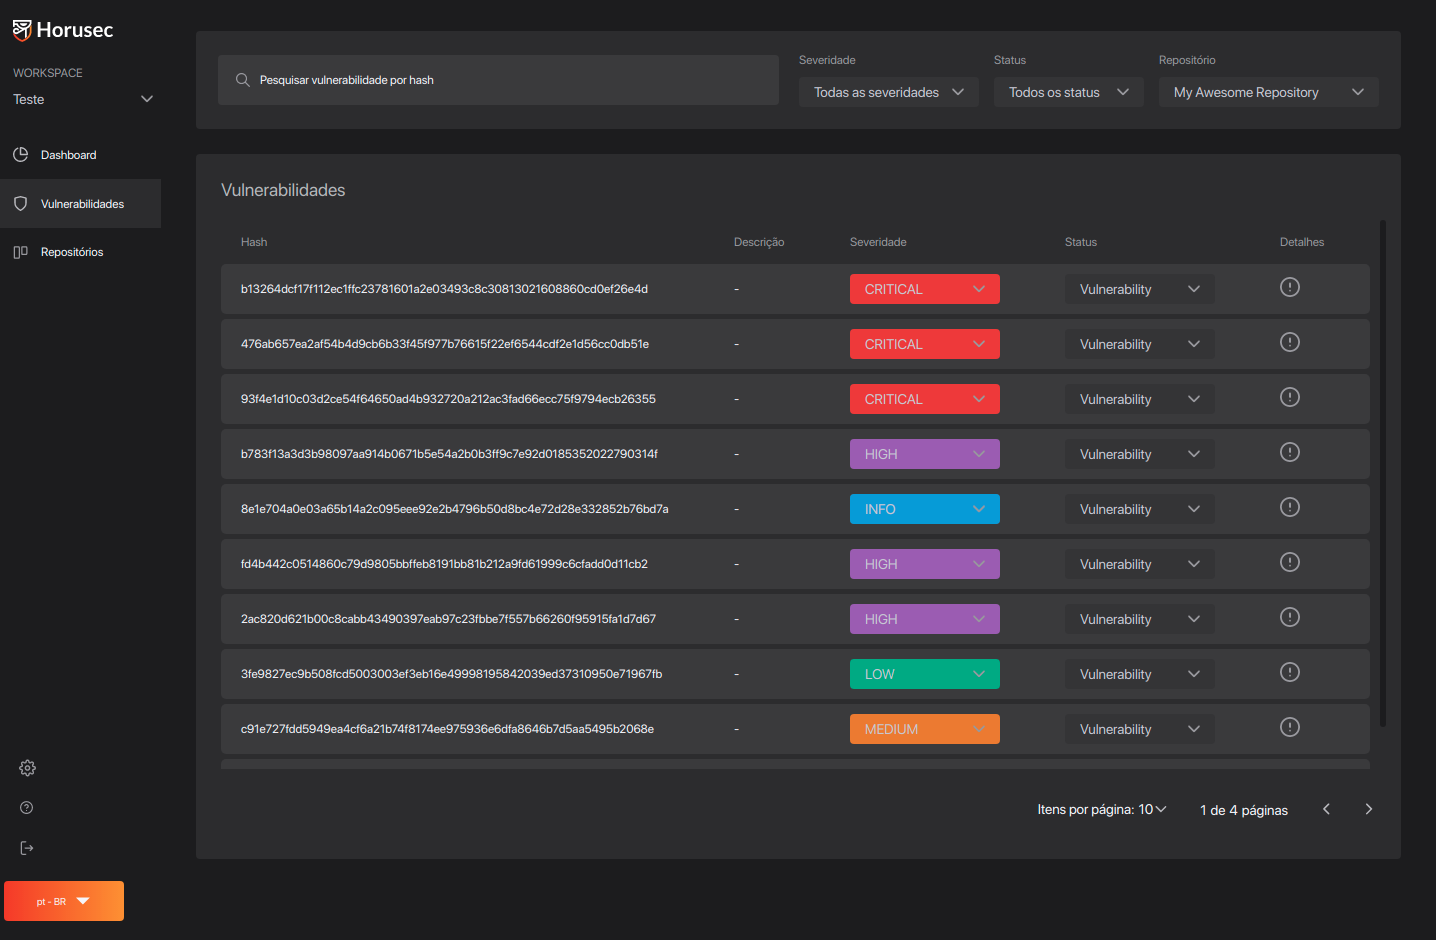 Horusec
WORKSPACE
Teste
Dashboard
Vulnerabilidades
Repositórios
pt - BR
Pesquisar vulnerabilidade por hash
Severidade
Todas as severidades
Status
Todos os status
Repositório
My Awesome Repository
Vulnerabilidades
Hash Descrição Severidade Status Detalhes
b13264dcf17f112ec1ffc23781601a2e03493c8c30813021608860cd0ef26e4d - CRITICAL Vulnerability
476ab657ea2af54b4d9cb6b33f45f977b76615f22ef6544cdf2e1d56cc0db51e - CRITICAL Vulnerability
93f4e1d10c03d2ce54f64650ad4b932720a212ac3fad66ecc75f9794ecb26355 - CRITICAL Vulnerability
b783f13a3d3b98097aa914b0671b5e54a2b0b3ff9c7e92d0185352022790314f - HIGH Vulnerability
8e1e704a0e03a65b14a2c095eee92e2b4796b50d8bc4e72d28e332852b76bd7a - INFO Vulnerability
fd4b442c0514860c79d9805bbffeb8191bb81b212a9fd61999c6cfadd0d11cb2 - HIGH Vulnerability
2ac820d621b00c8cabb43490397eab97c23fbbe7f557b66260f95915fa1d7d67 - HIGH Vulnerability
3fe9827ec9b508fcd5003003ef3eb16e49998195842039ed37310950e71967fb - LOW Vulnerability
c91e727fdd5949ea4cf6a21b74f8174ee975936e6dfa8646b7d5aa5495b2068e - MEDIUM Vulnerability
Itens por página: 10 1 de 4 páginas